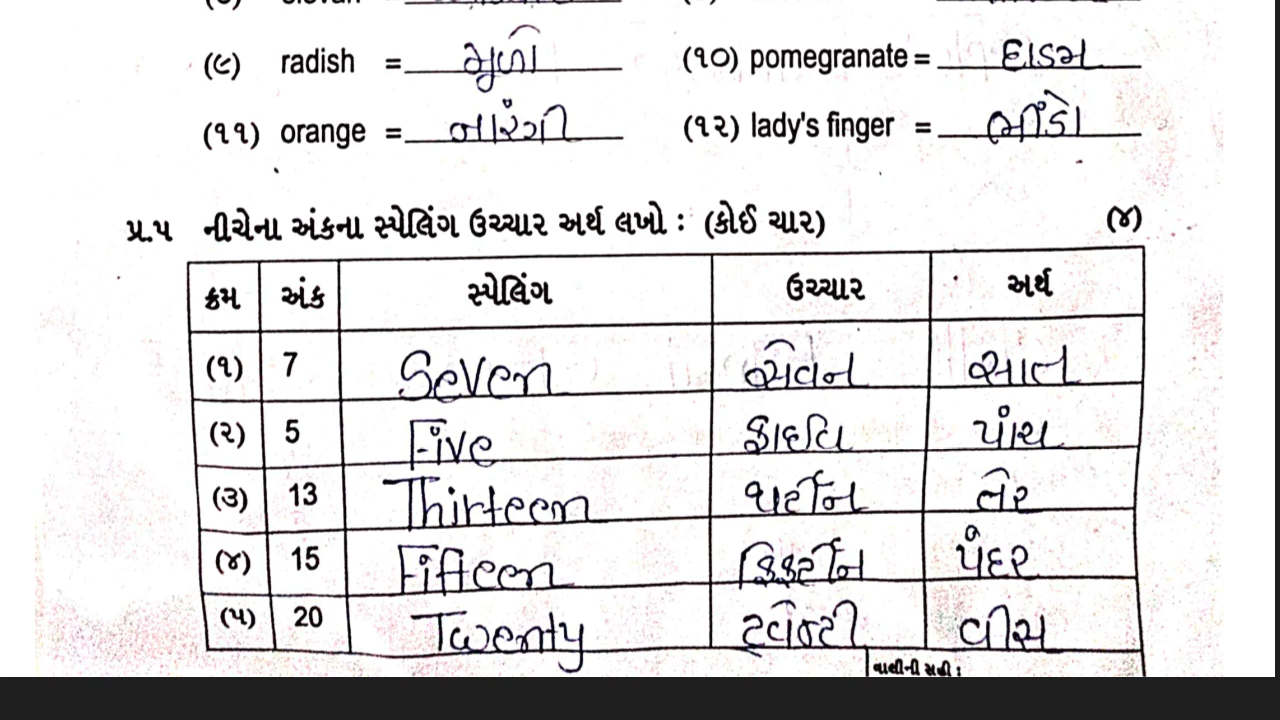 (૯) radish = મૂળો (૧૦) pomegranate = દાડમ
(૧૧) orange = નારંગી (૧૨) lady's finger = ભીંડો
પ્ર.૫ નીચેના અંકના સ્પેલિંગ ઉચ્ચાર અર્થ લખો : (કોઈ ચાર) (૪)
ક્રમ અંક સ્પેલિંગ ઉચ્ચાર અર્થ
(૧) 7 Seven સેવન સાત
(૨) 5 Five ફાઈવ પાંચ
(૩) 13 Thirteen થર્ટીન તેર
(૪) 15 Fifteen ફિફ્ટીન પંદર
(૫) 20 Twenty ટવેન્ટી વીસ
વાલીની સહી :